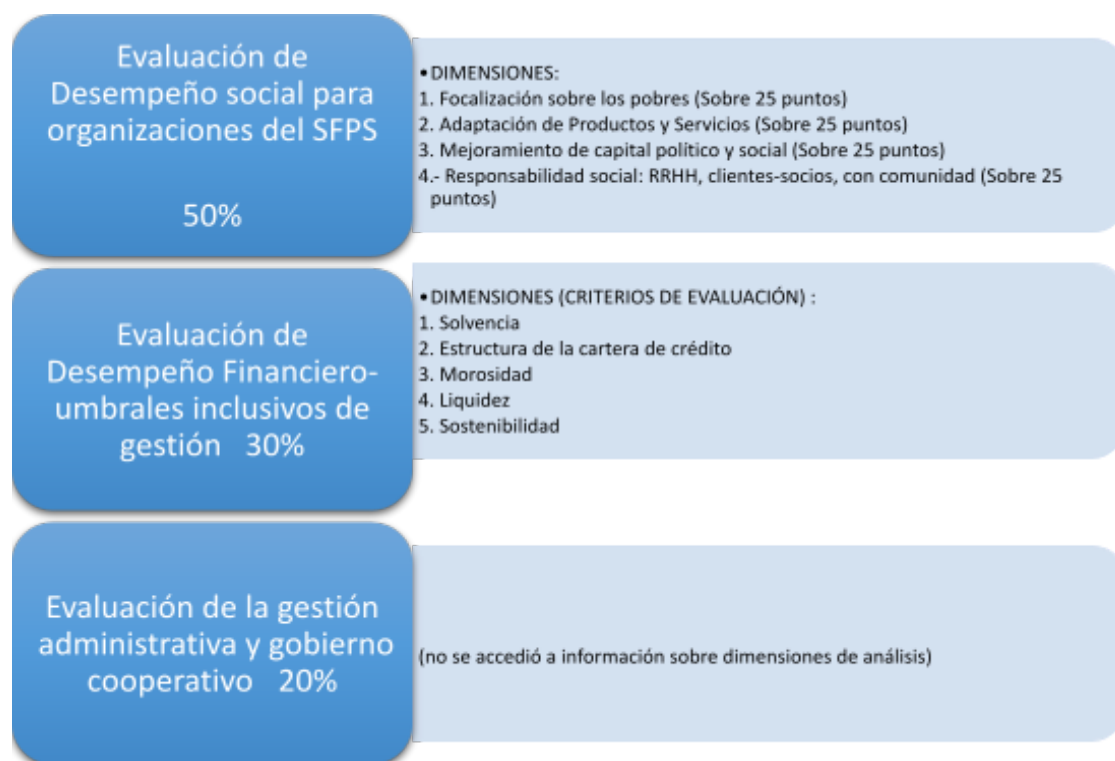 Evaluación de
Desempeño social para
organizaciones del SFPS
50%
•DIMENSIONES:
1. Focalización sobre los pobres (Sobre 25 puntos)
2. Adaptación de Productos y Servicios (Sobre 25 puntos)
3. Mejoramiento de capital político y social (Sobre 25 puntos)
4.- Responsabilidad social: RRHH, clientes-socios, con comunidad (Sobre 25
puntos)
Evaluación de
Desempeño Financiero-
umbrales inclusivos de
gestión 30%
•DIMENSIONES (CRITERIOS DE EVALUACIÓN) :
1. Solvencia
2. Estructura de la cartera de crédito
3. Morosidad
4. Liquidez
5. Sostenibilidad
Evaluación de la gestión
administrativa y gobierno
cooperativo 20%
(no se accedió a información sobre dimensiones de análisis)